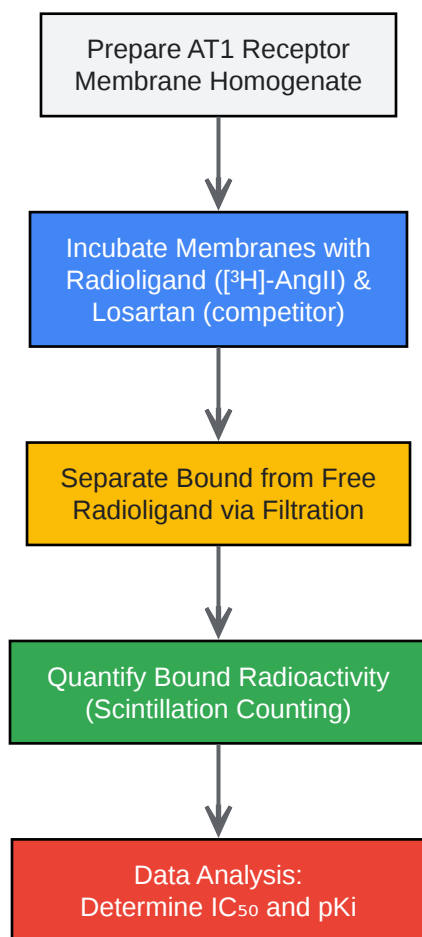 Prepare AT1 Receptor
Membrane Homogenate
Incubate Membranes with
Radioligand ([³H]-AngII) &
Losartan (competitor)
Separate Bound from Free
Radioligand via Filtration
Quantify Bound Radioactivity
(Scintillation Counting)
Data Analysis:
Determine IC₅₀ and pKi